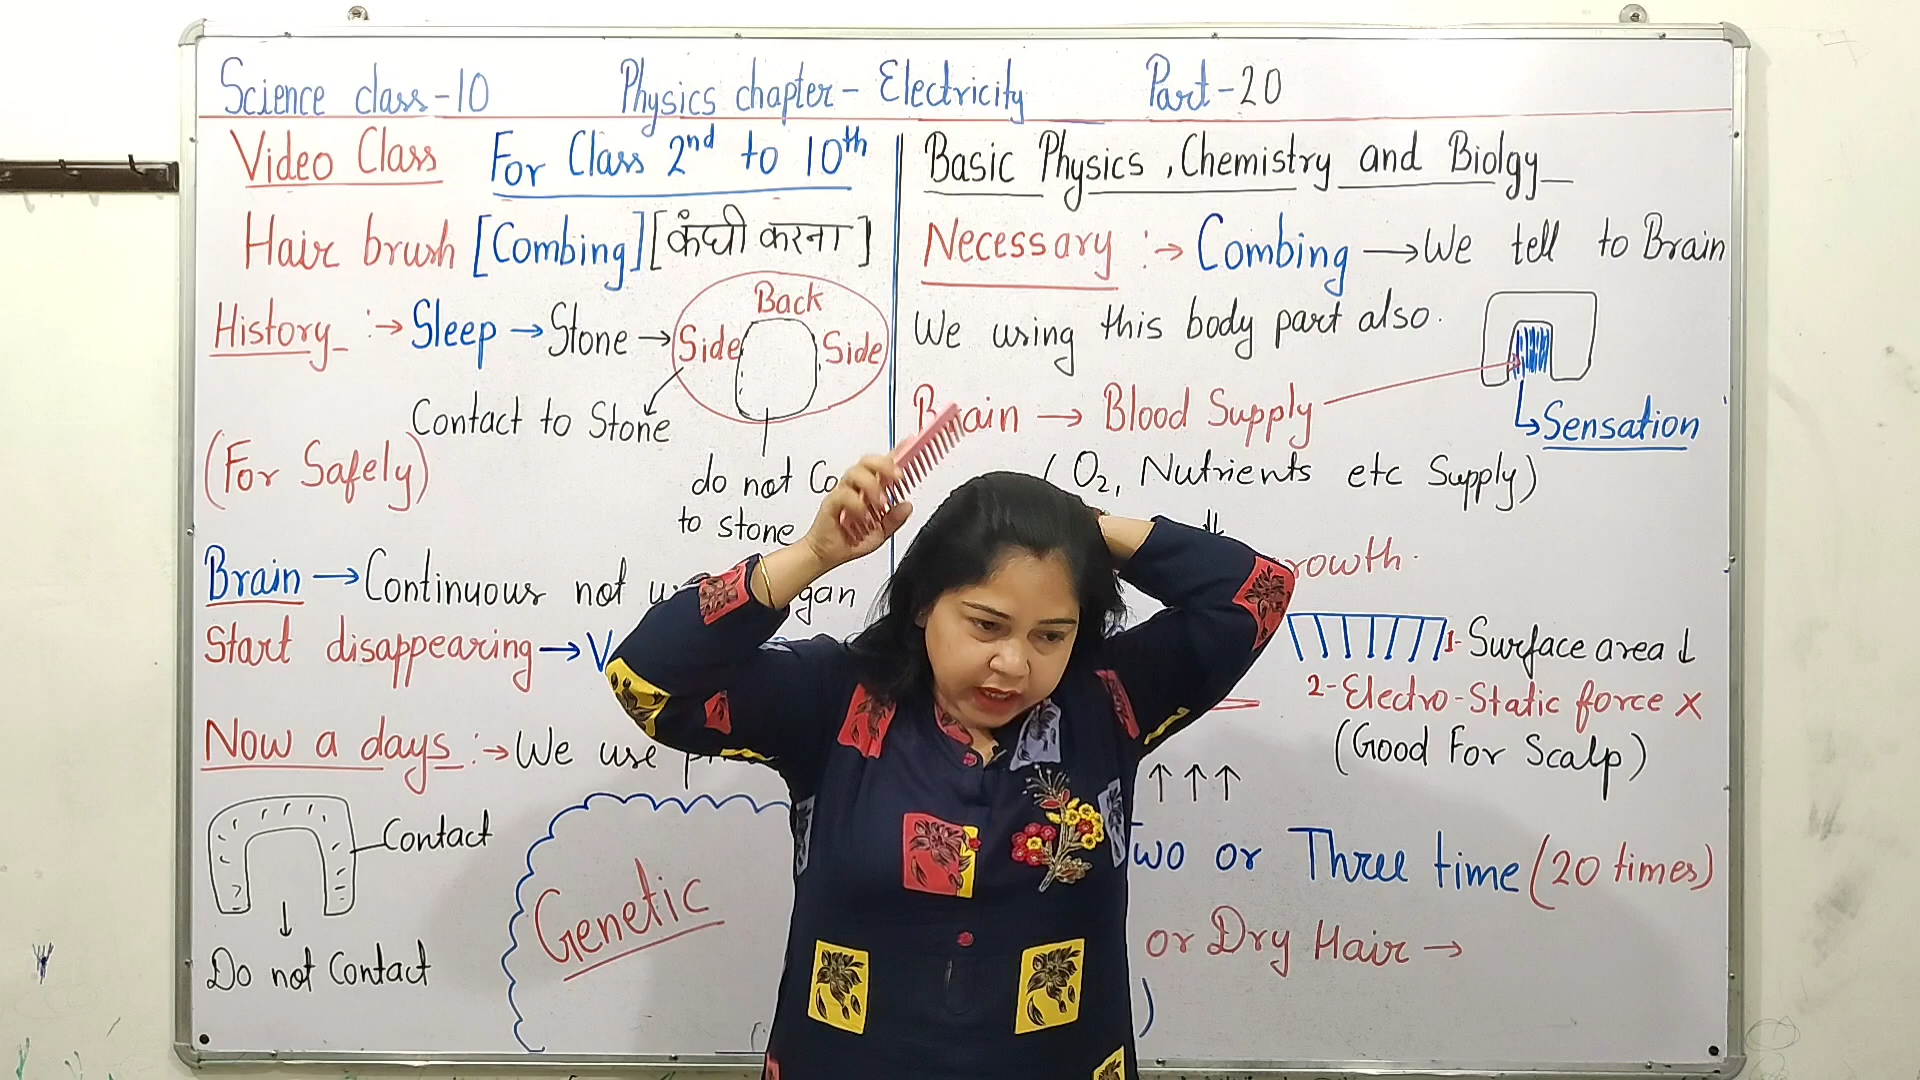 Science class-10 Physics chapter- Electricity Part-20
Video Class For Class 2nd to 10th
Hair brush [Combing] [कंघी करना]
History :→ Sleep → Stone →
Back
Side Side
Contact to Stone
(For Safely)
do not
to stone
Brain → Continuous not
Start disappearing →
Now a days :→ We use
Contact
Do not Contact
Genetic
Basic Physics, Chemistry and Biolgy
Necessary :→ Combing → We tell to Brain
We using this body part also.
Brain → Blood Supply
Sensation
(O2, Nutrients etc Supply)
1- Surface area ↓
2- Electro-Static force X
(Good For Scalp)
↑↑↑
or Three time (20 times)
or Dry Hair →